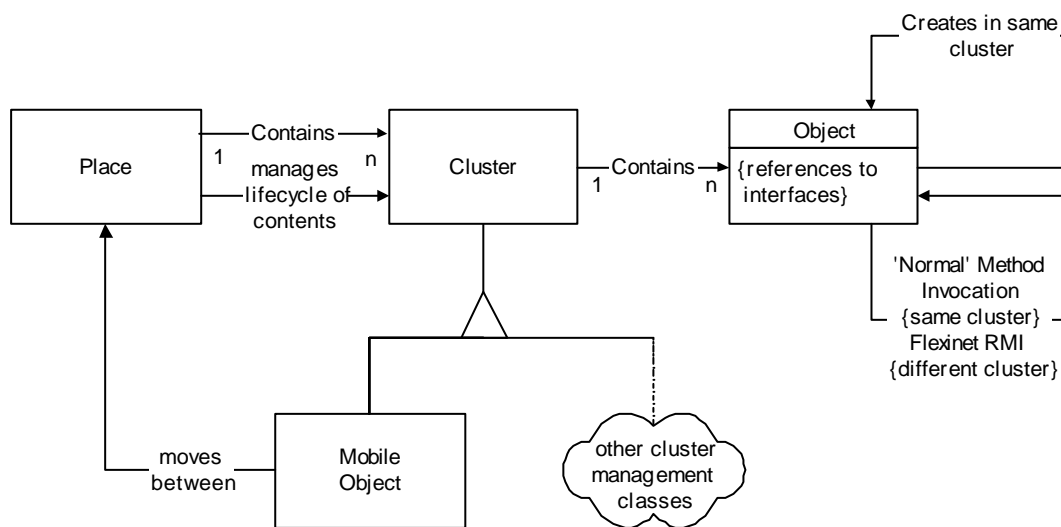 Creates in same
cluster
Place
Contains
1
n
manages
lifecycle of
contents
Cluster
Contains
1
n
Object
{references to
interfaces}
'Normal' Method
Invocation
{same cluster}
Flexinet RMI
{different cluster}
moves
between
Mobile
Object
other cluster
management
classes